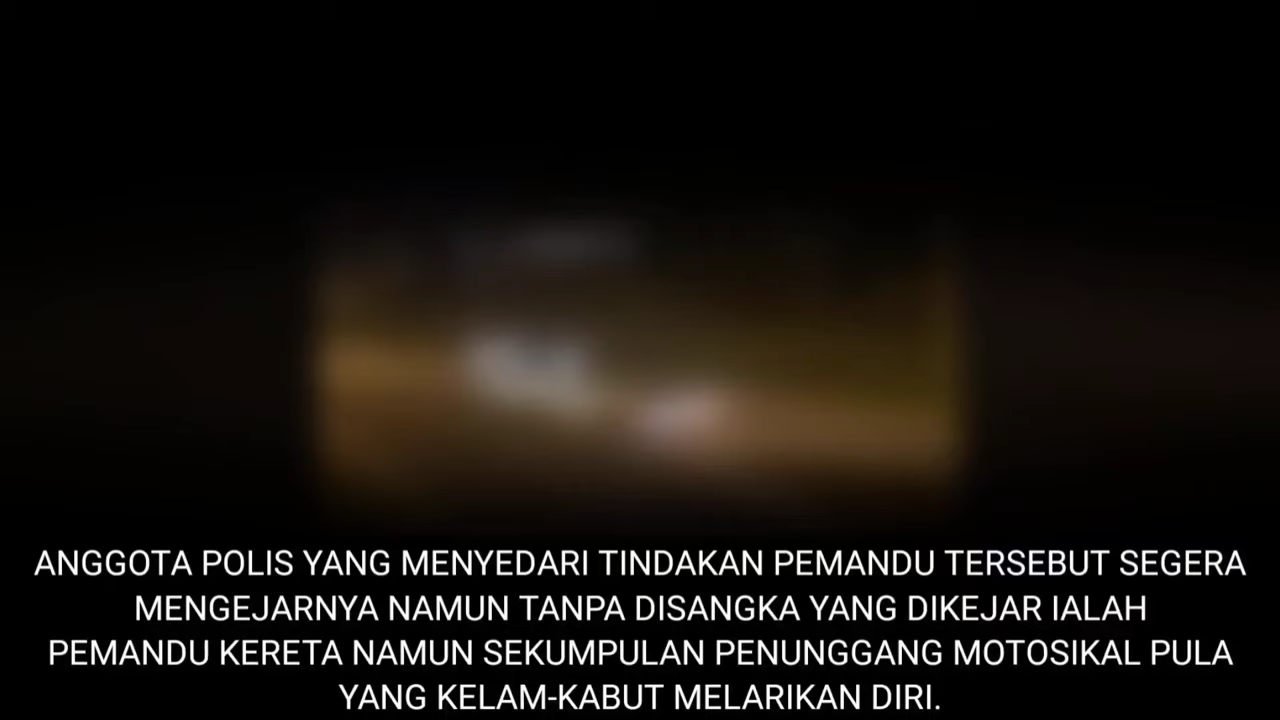 ANGGOTA POLIS YANG MENYEDARI TINDAKAN PEMANDU TERSEBUT SEGERA
MENGEJARNYA NAMUN TANPA DISANGKA YANG DIKEJAR IALAH
PEMANDU KERETA NAMUN SEKUMPULAN PENUNGGANG MOTOSIKAL PULA
YANG KELAM-KABUT MELARIKAN DIRI.